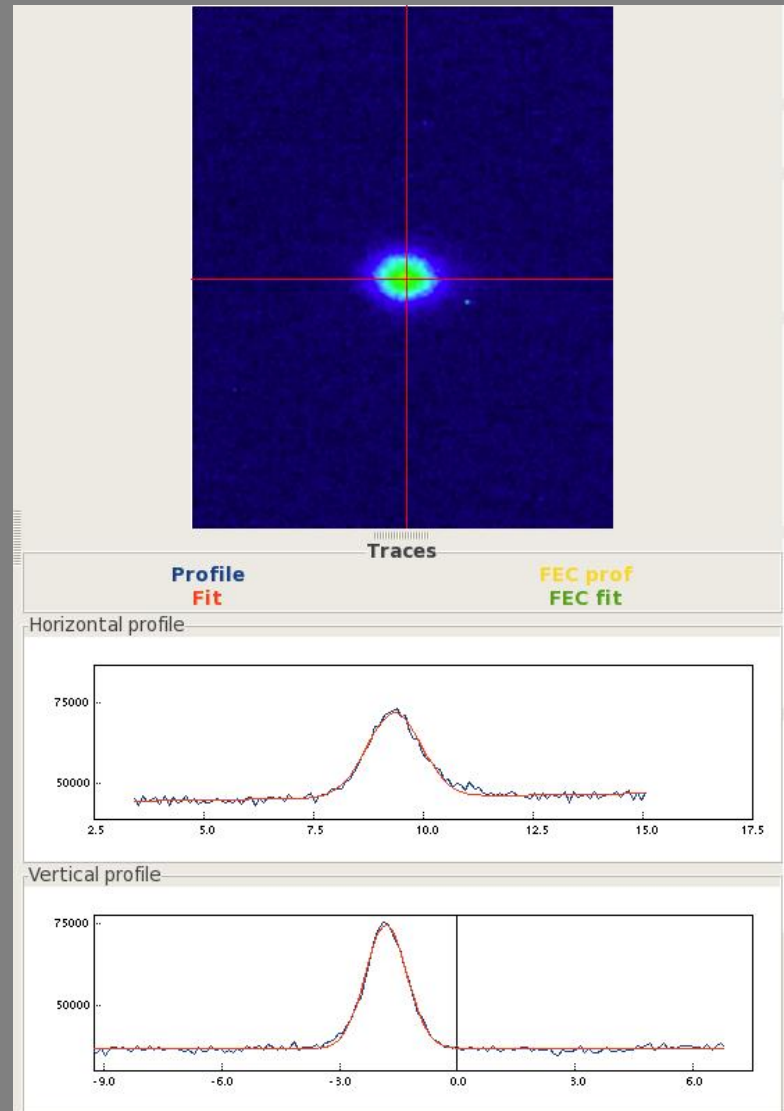 Traces
Profile FEC prof
Fit FEC fit
Horizontal profile
75000
50000
2.5 5.0 7.5 10.0 12.5 15.0 17.5
Vertical profile
75000
50000
-9.0 -6.0 -3.0 0.0 3.0 6.0